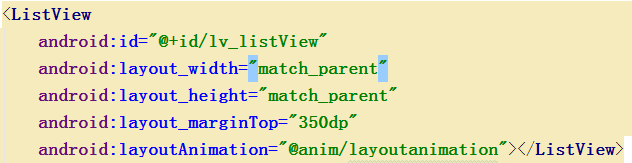 <ListView
android:id="@+id/lv_listView"
android:layout_width="match_parent"
android:layout_height="match_parent"
android:layout_marginTop="350dp"
android:layoutAnimation="@anim/layoutanimation"></ListView>